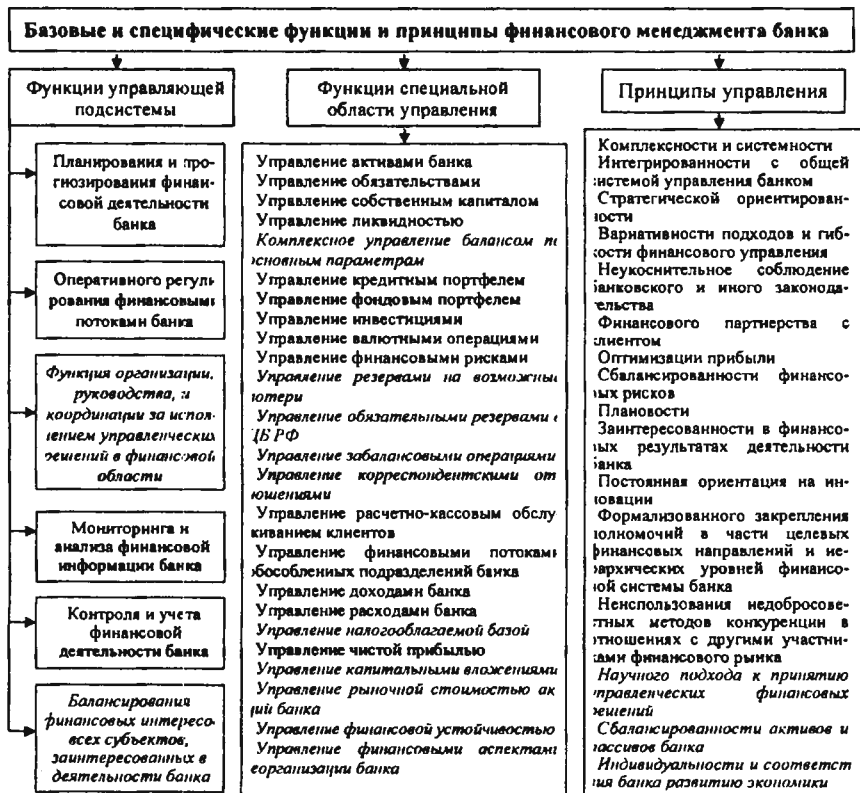 Базовые и специфические функции и принципы финансового менеджмента банка
Функции управляющей
подсистемы
Планирования и про-
гнозирования финан-
совой деятельности
банка
Оперативного регул
рования финансовыми
потоками банка
Функция организации,
руководства, и
координации за испол-
нением управленческих
решений в финансовой
области
Мониторинга и
анализа финансовой
информации банка
Контроля и учета
финансовой
деятельности банка
Балансирования
финансовых интересо
всех субъектов,
заинтересованных в
деятельности банка
Функции специальной
области управления
Управление активами банка
Управление обязательствами
Управление собственным капиталом
Управление ликвидностью
Комплексное управление балансом по
основным параметрам
Управление кредитным портфелем
Управление фондовым портфелем
Управление инвестициями
Управление валютными операциями
Управление финансовыми рисками
Управление резервами на возможные
потери
Управление обязательными резервами в
ЦБ РФ
Управление забалансовыми операциями
Управление корреспондентскими от
ношениями
Управление расчетно-кассовым обслу
живанием клиентов
Управление финансовыми потоками
обособленных подразделений банка
Управление доходами банка
Управление расходами банка
Управление налогооблагаемой базой
Управление чистой прибылью
Управление капитальными вложениями
Управление рыночной стоимостью ак
ций банка
Управление финансовой устойчивостью
Управление финансовыми аспектами
реорганизации банка
Принципы управления
Комплексности и системности
Интегрированности с общей
системой управления банком
Стратегической ориентирован-
ности
Вариативности подходов и гиб-
кости финансового управления
Неукоснительное соблюдение
банковского и иного законода-
тельства
Финансового партнерства с
клиентом
Оптимизации прибыли
Сбалансированности финансо-
вых рисков
Плановости
Заинтересованности в финансо-
вых результатах деятельности
банка
Постоянная ориентация на ин-
новации
Формализованного закрепления
полномочий в части целевых
финансовых направлений и ие-
рархических уровней финансо-
вой системы банка
Неиспользования недобросове-
стных методов конкуренции в
отношениях с другими участни-
ками финансового рынка
Научного подхода к принятию
управленческих финансовых
решений
Сбалансированности активов и
пассивов банка
Индивидуальности и соответст
вия банка развитию экономики